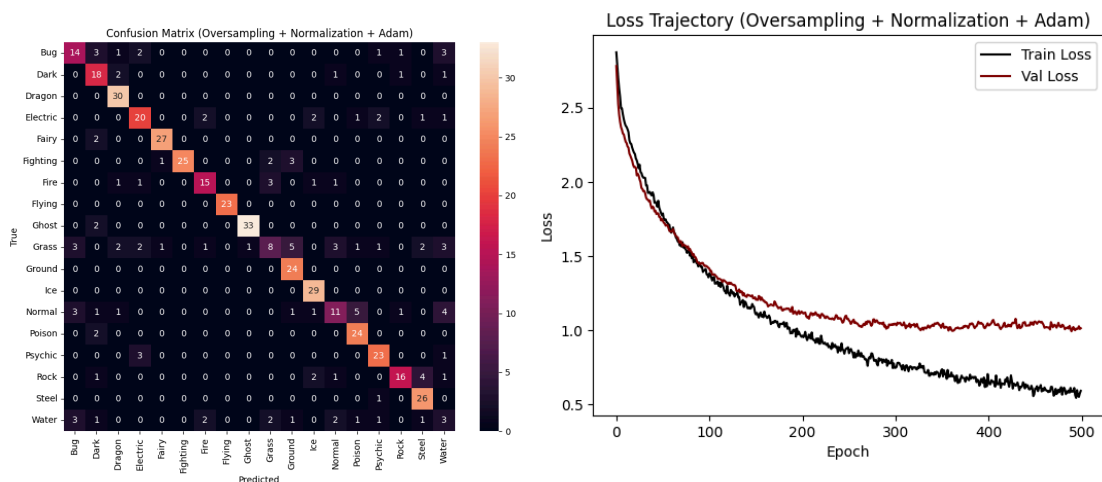 Confusion Matrix (Oversampling + Normalization + Adam)
True
Bug 14 3 1 2 0 0 0 0 0 0 0 0 0 0 1 1 0 3
Dark 0 18 2 0 0 0 0 0 0 0 0 0 1 0 0 1 0 1
Dragon 0 0 30 0 0 0 0 0 0 0 0 0 0 0 0 0 0 0
Electric 0 0 0 20 0 0 2 0 0 0 0 2 0 1 2 0 1 1
Fairy 0 2 0 0 27 0 0 0 0 0 0 0 0 0 0 0 0 0
Fighting 0 0 0 0 1 25 0 0 0 2 3 0 0 0 0 0 0 0
Fire 0 0 1 1 0 0 15 0 0 3 0 1 1 0 0 0 0 0
Flying 0 0 0 0 0 0 0 23 0 0 0 0 0 0 0 0 0 0
Ghost 0 2 0 0 0 0 0 0 33 0 0 0 0 0 0 0 0 0
Grass 3 0 2 2 1 0 1 0 1 8 5 0 3 1 1 0 2 3
Ground 0 0 0 0 0 0 0 0 0 0 24 0 0 0 0 0 0 0
Ice 0 0 0 0 0 0 0 0 0 0 0 29 0 0 0 0 0 0
Normal 3 1 1 0 0 0 0 0 0 0 1 1 11 5 0 1 0 4
Poison 0 2 0 0 0 0 0 0 0 0 0 0 0 24 0 0 0 0
Psychic 0 0 0 3 0 0 0 0 0 0 0 0 0 0 23 0 0 1
Rock 0 1 0 0 0 0 0 0 0 0 0 2 1 0 0 16 4 1
Steel 0 0 0 0 0 0 0 0 0 0 0 0 0 0 1 0 26 0
Water 3 1 0 0 0 0 2 0 0 2 1 0 2 1 1 0 1 3
Bug Dark Dragon Electric Fairy Fighting Fire Flying Ghost Grass Ground Ice Normal Poison Psychic Rock Steel Water
Predicted
30
25
20
15
10
5
0
Loss Trajectory (Oversampling + Normalization + Adam)
Train Loss
Val Loss
Loss
2.5
2.0
1.5
1.0
0.5
0 100 200 300 400 500
Epoch